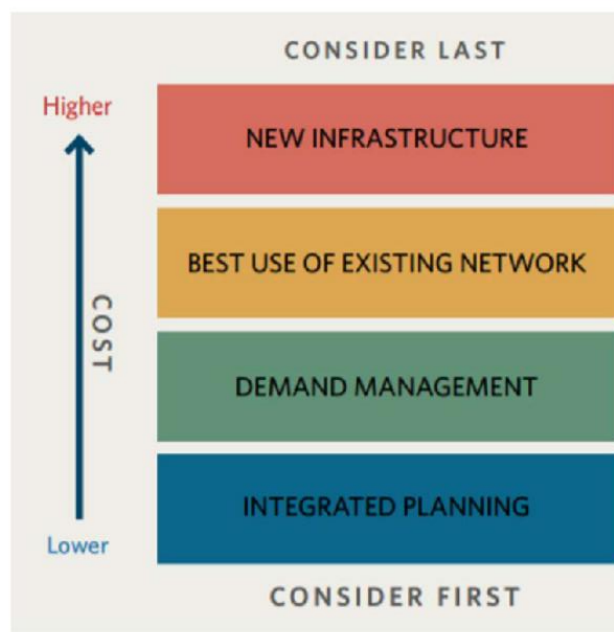 CONSIDER LAST
Higher
NEW INFRASTRUCTURE
BEST USE OF EXISTING NETWORK
COST
DEMAND MANAGEMENT
INTEGRATED PLANNING
Lower
CONSIDER FIRST